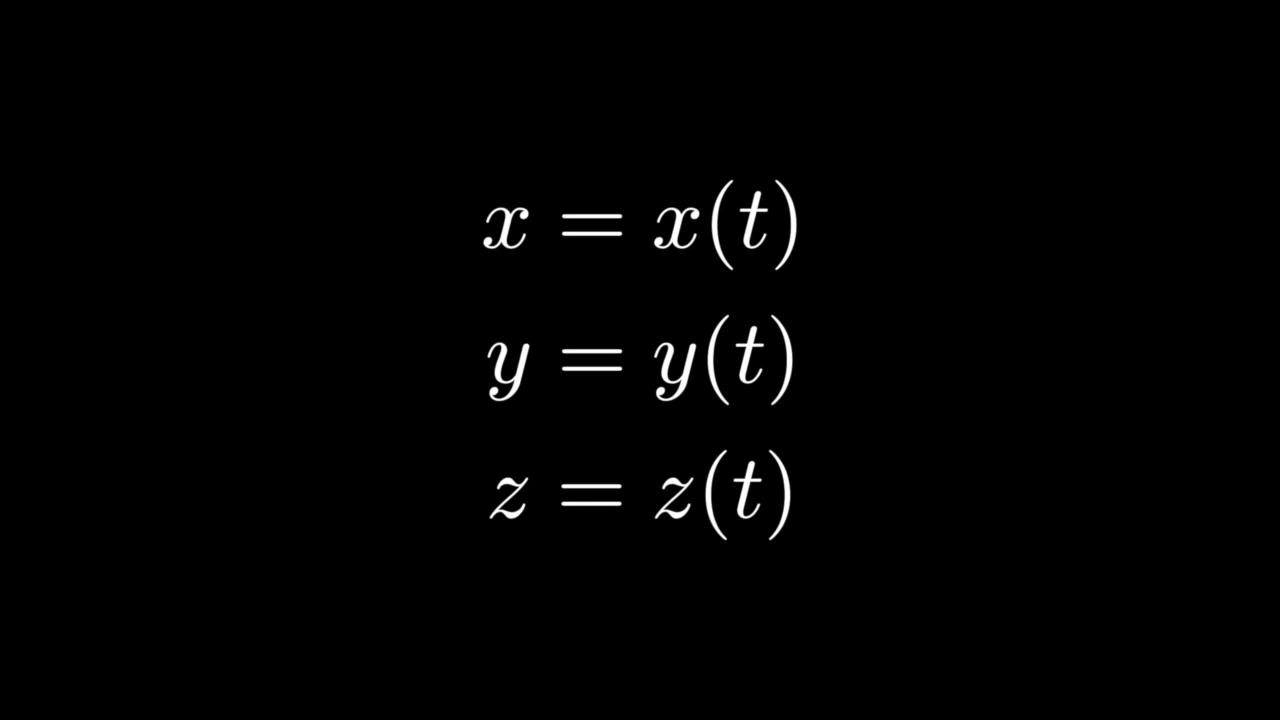 x = x(t)
y = y(t)
z = z(t)